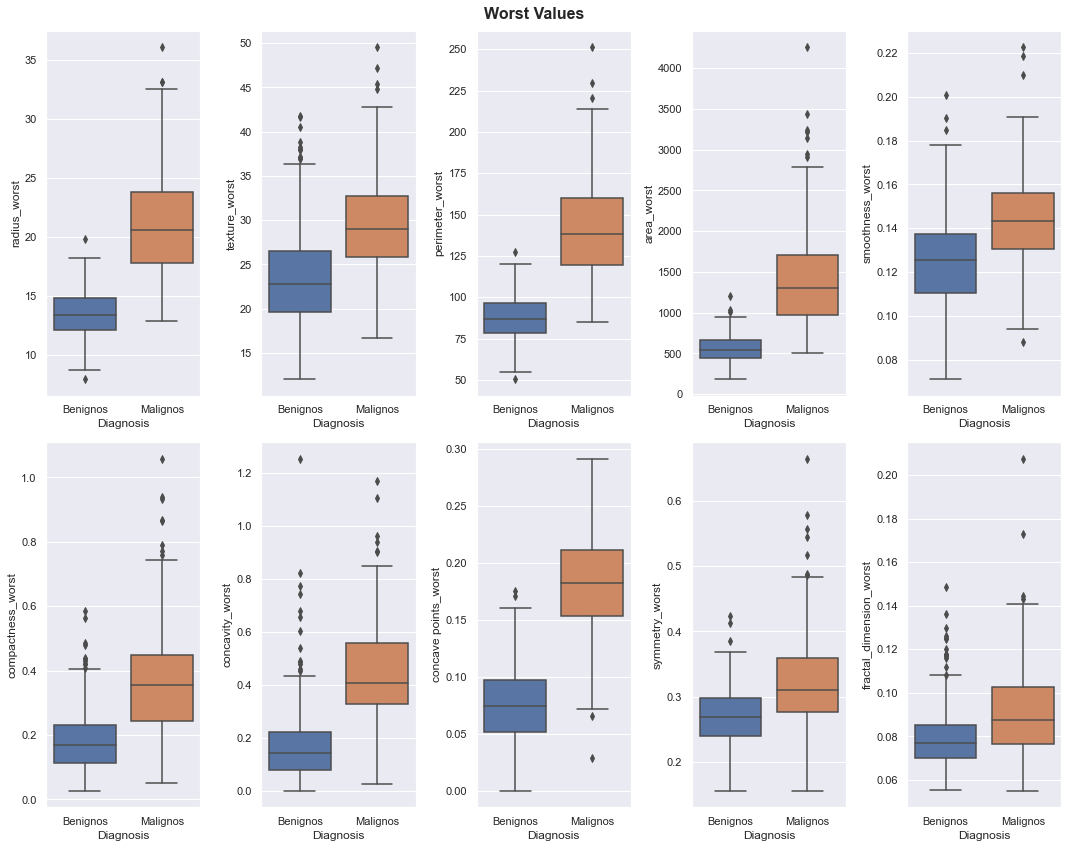 Worst Values
radius_worst
35
30
25
20
15
10
Benignos Malignos
Diagnosis
texture_worst
50
45
40
35
30
25
20
15
Benignos Malignos
Diagnosis
perimeter_worst
250
225
200
175
150
125
100
75
50
Benignos Malignos
Diagnosis
area_worst
4000
3500
3000
2500
2000
1500
1000
500
0
Benignos Malignos
Diagnosis
smoothness_worst
0.22
0.20
0.18
0.16
0.14
0.12
0.10
0.08
Benignos Malignos
Diagnosis
compactness_worst
1.0
0.8
0.6
0.4
0.2
0.0
Benignos Malignos
Diagnosis
concavity_worst
1.2
1.0
0.8
0.6
0.4
0.2
0.0
Benignos Malignos
Diagnosis
concave points_worst
0.30
0.25
0.20
0.15
0.10
0.05
0.00
Benignos Malignos
Diagnosis
symmetry_worst
0.6
0.5
0.4
0.3
0.2
Benignos Malignos
Diagnosis
fractal_dimension_worst
0.20
0.18
0.16
0.14
0.12
0.10
0.08
0.06
Benignos Malignos
Diagnosis